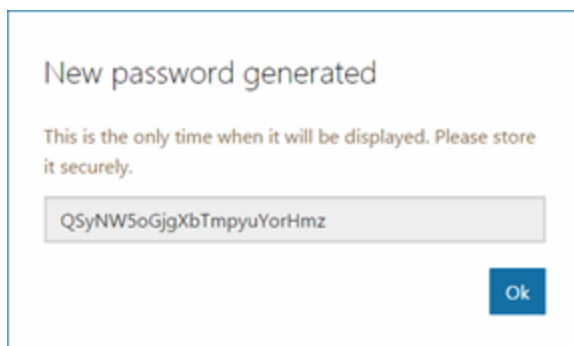 New password generated
This is the only time when it will be displayed. Please store
it securely.
QSyNW5oGjgXbTmpyuYorHmz
Ok